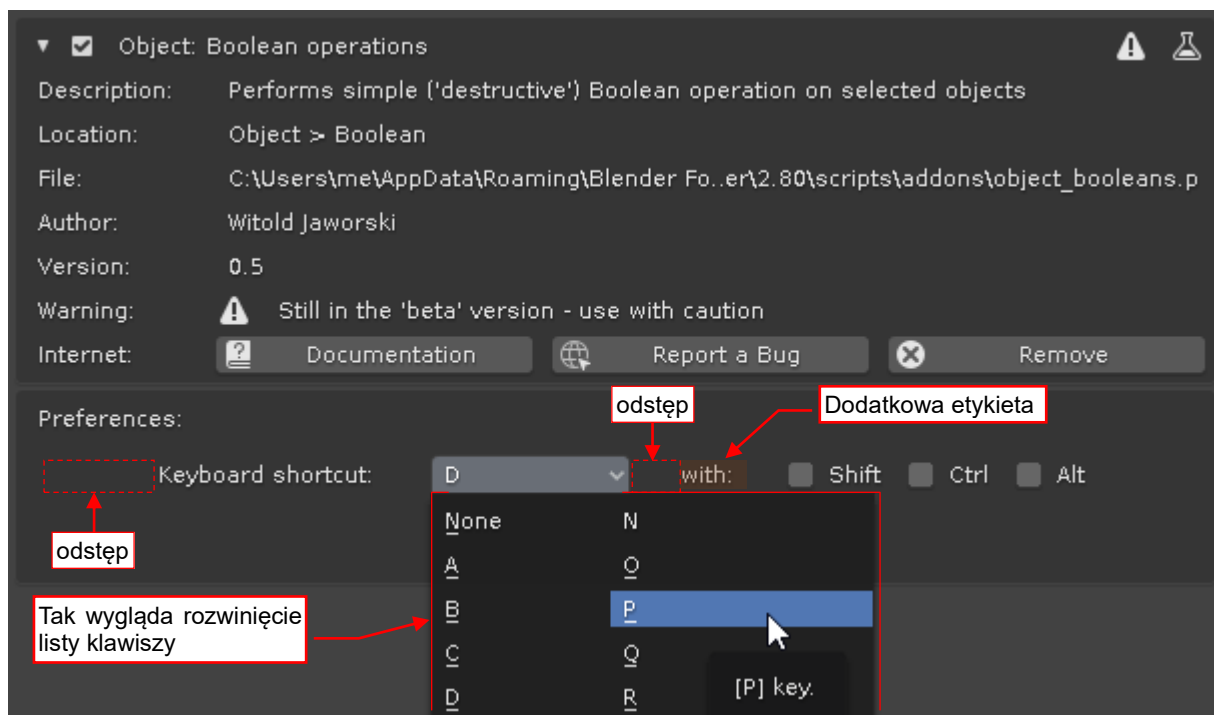 Object: Boolean operations
Description: Performs simple ('destructive') Boolean operation on selected objects
Location: Object > Boolean
File: C:\Users\me\AppData\Roaming\Blender Fo..er\2.80\scripts\addons\object_booleans.p
Author: Witold Jaworski
Version: 0.5
Warning: Still in the 'beta' version - use with caution
Internet: Documentation Report a Bug Remove
Preferences: odstęp Dodatkowa etykieta
Keyboard shortcut: D with: Shift Ctrl Alt
None N
odstęp
A O
Tak wygląda rozwinięcie
listy klawiszy
B P
C Q
D R
[P] key.